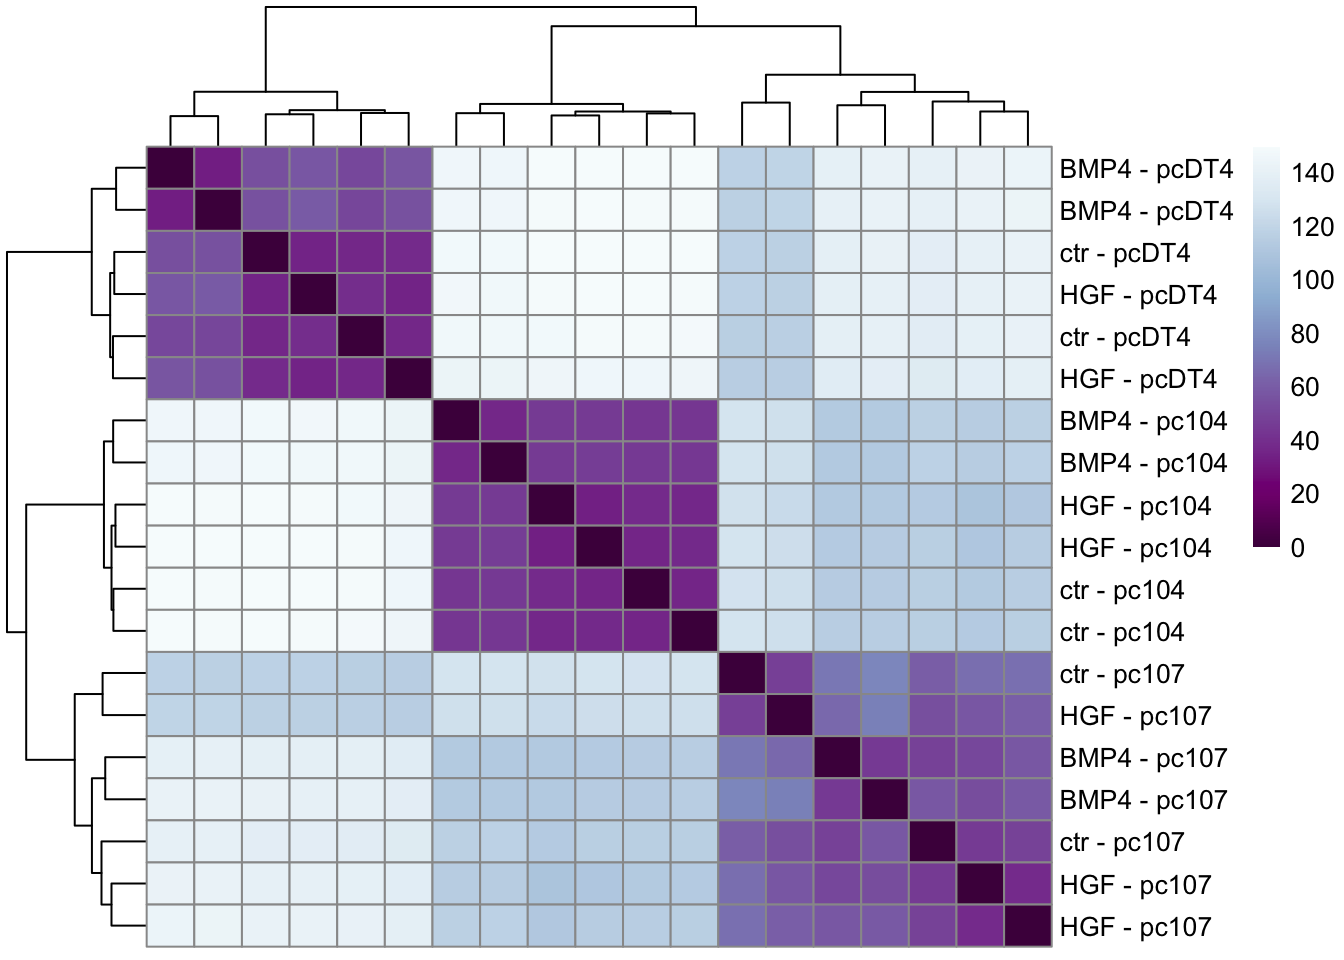 BMP4 - pcDT4
BMP4 - pcDT4
ctr - pcDT4
HGF - pcDT4
ctr - pcDT4
HGF - pcDT4
BMP4 - pc104
BMP4 - pc104
HGF - pc104
HGF - pc104
ctr - pc104
ctr - pc104
ctr - pc107
HGF - pc107
BMP4 - pc107
BMP4 - pc107
ctr - pc107
HGF - pc107
HGF - pc107
140
120
100
80
60
40
20
0